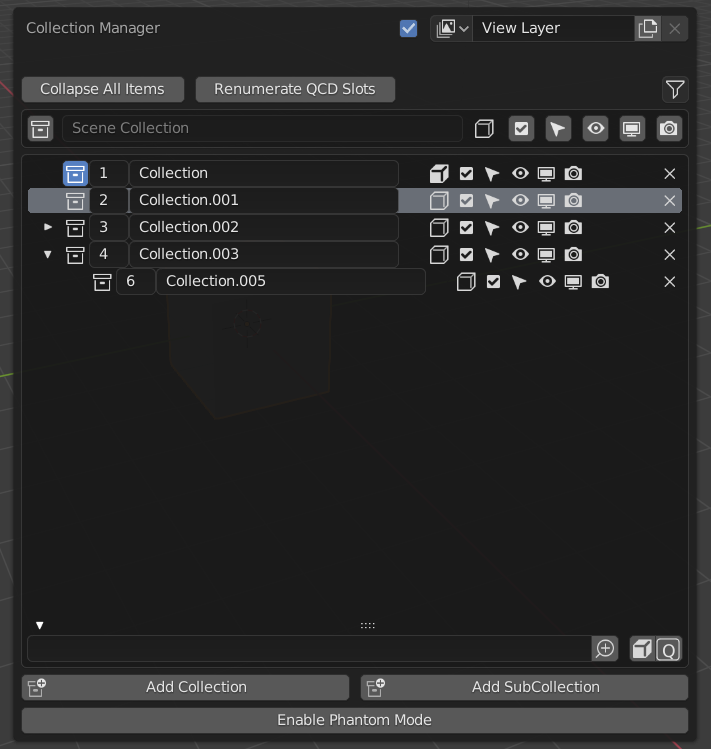 Collection Manager View Layer
Collapse All Items Renumerate QCD Slots
Scene Collection
1 Collection
2 Collection.001
3 Collection.002
4 Collection.003
6 Collection.005
Q
Add Collection Add SubCollection
Enable Phantom Mode